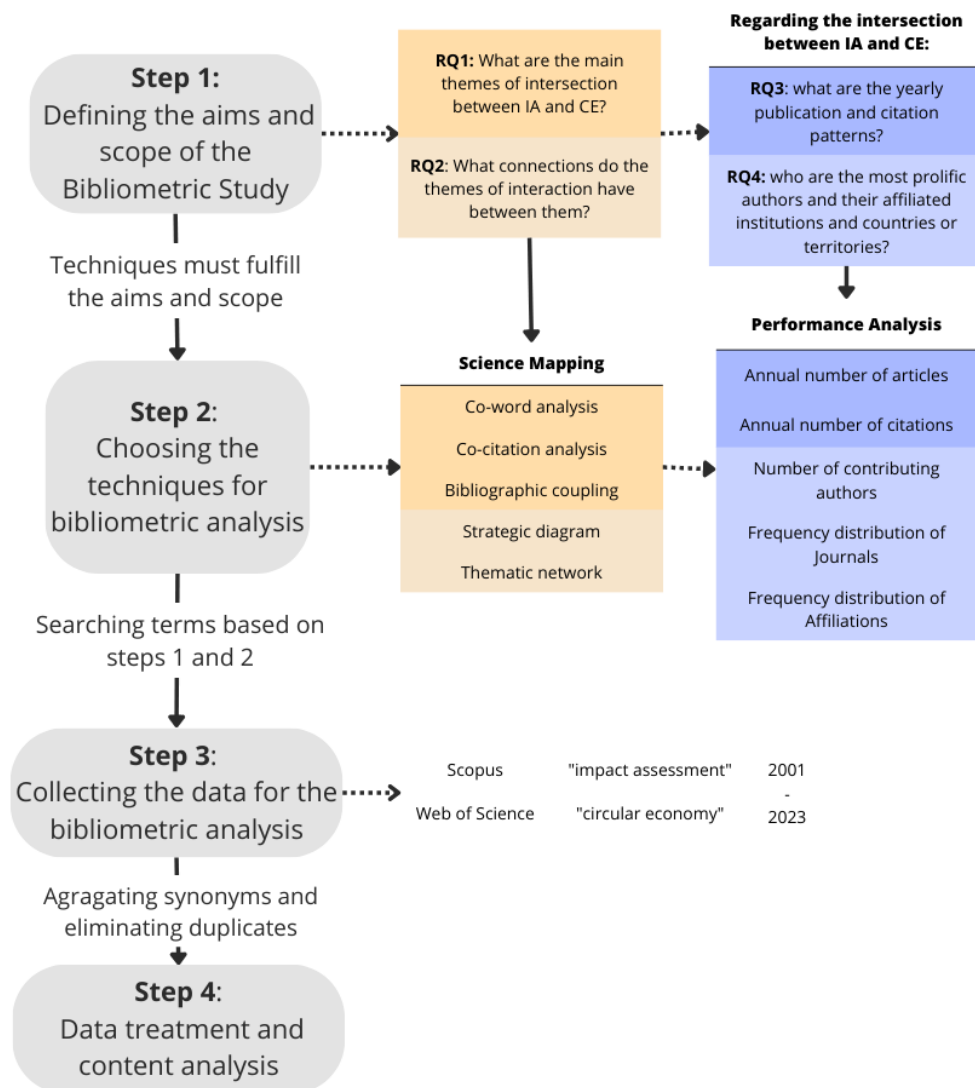 Step 1:
Defining the aims and
scope of the
Bibliometric Study
RQ1: What are the main
themes of intersection
between IA and CE?
RQ2: What connections do the
themes of interaction have
between them?
Regarding the intersection
between IA and CE:
RQ3: what are the yearly
publication and citation
patterns?
RQ4: who are the most prolific
authors and their affiliated
institutions and countries or
territories?
Techniques must fulfill
the aims and scope
Step 2:
Choosing the
techniques for
bibliometric analysis
Science Mapping
Co-word analysis
Co-citation analysis
Bibliographic coupling
Strategic diagram
Thematic network
Performance Analysis
Annual number of articles
Annual number of citations
Number of contributing
authors
Frequency distribution of
Journals
Frequency distribution of
Affiliations
Searching terms based on
steps 1 and 2
Step 3:
Collecting the data for the
bibliometric analysis
Scopus
Web of Science
"impact assessment"
"circular economy"
2001
-
2023
Agragating synonyms and
eliminating duplicates
Step 4:
Data treatment and
content analysis